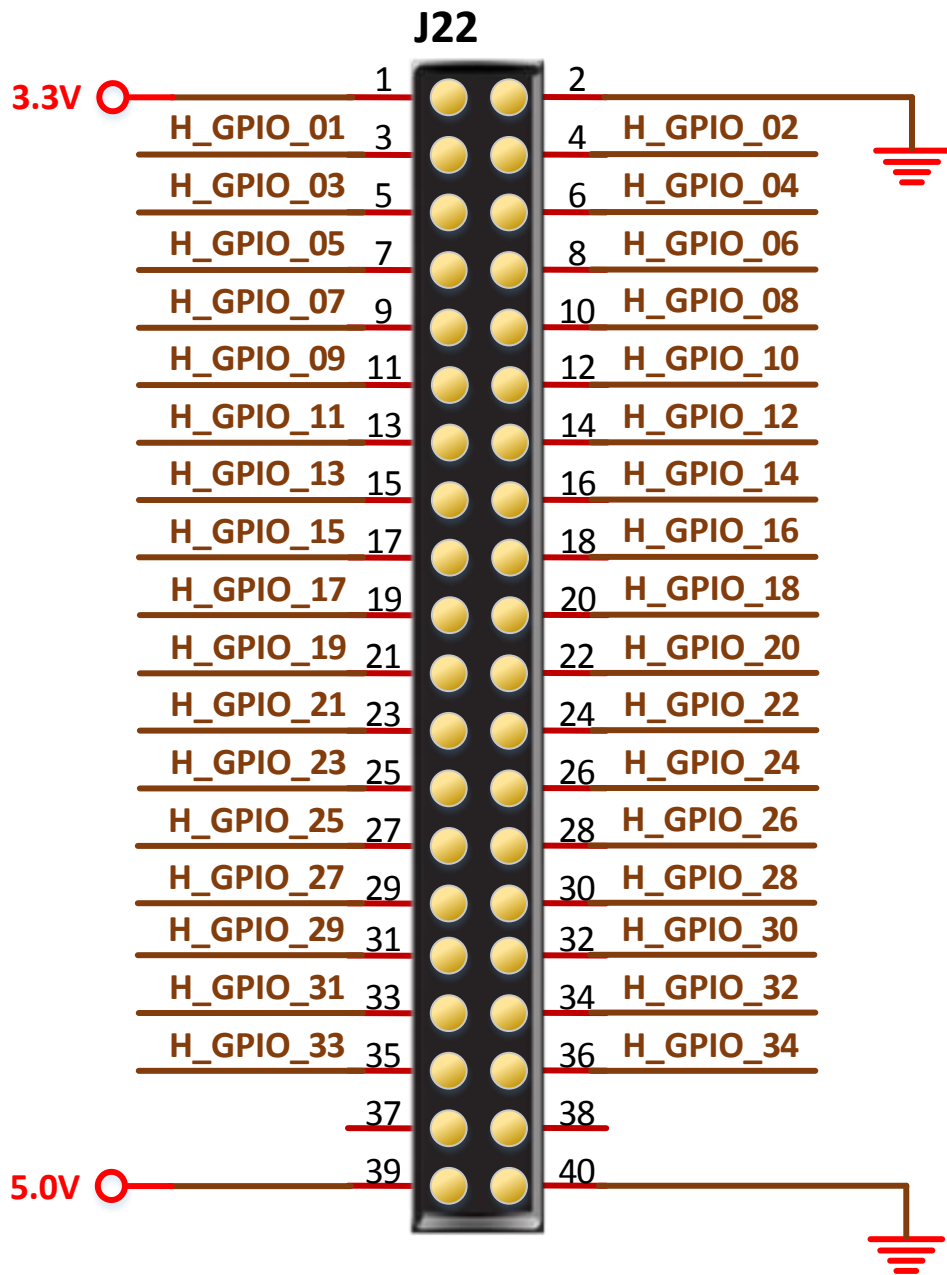 J22
3.3V 1 2
H_GPIO_01 3 4 H_GPIO_02
H_GPIO_03 5 6 H_GPIO_04
H_GPIO_05 7 8 H_GPIO_06
H_GPIO_07 9 10 H_GPIO_08
H_GPIO_09 11 12 H_GPIO_10
H_GPIO_11 13 14 H_GPIO_12
H_GPIO_13 15 16 H_GPIO_14
H_GPIO_15 17 18 H_GPIO_16
H_GPIO_17 19 20 H_GPIO_18
H_GPIO_19 21 22 H_GPIO_20
H_GPIO_21 23 24 H_GPIO_22
H_GPIO_23 25 26 H_GPIO_24
H_GPIO_25 27 28 H_GPIO_26
H_GPIO_27 29 30 H_GPIO_28
H_GPIO_29 31 32 H_GPIO_30
H_GPIO_31 33 34 H_GPIO_32
H_GPIO_33 35 36 H_GPIO_34
37 38
5.0V 39 40